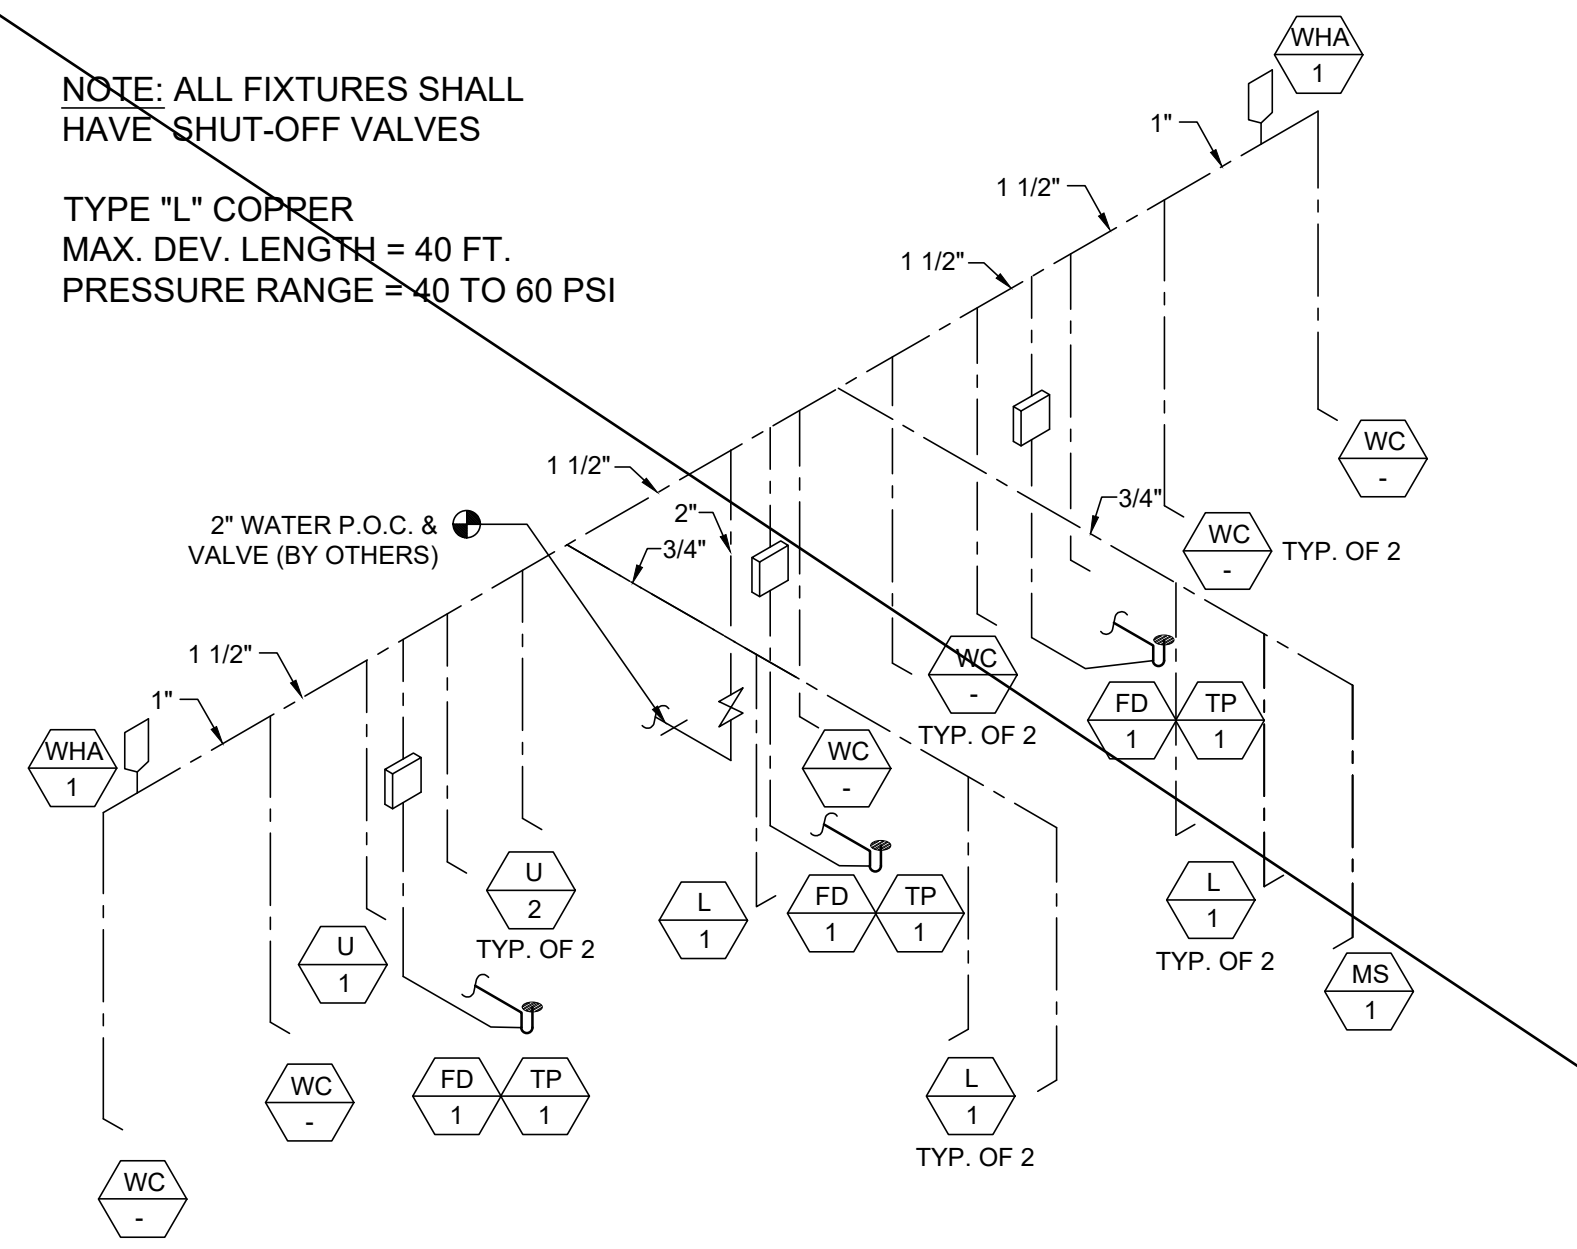 WHA
1
NOTE: ALL FIXTURES SHALL
HAVE SHUT-OFF VALVES
TYPE "L" COPPER
MAX. DEV. LENGTH = 40 FT.
PRESSURE RANGE = 40 TO 60 PSI
1"
1 1/2"
1 1/2"
WC
-
1 1/2"
3/4"
2" WATER P.O.C. &
VALVE (BY OTHERS)
2"
3/4"
WC
-
TYP. OF 2
1 1/2"
1"
WC
-
TYP. OF 2
FD
1
TP
1
WHA
1
WC
-
U
2
TYP. OF 2
L
1
FD
1
TP
1
L
1
TYP. OF 2
U
1
MS
1
WC
-
FD
1
TP
1
L
1
TYP. OF 2
WC
-